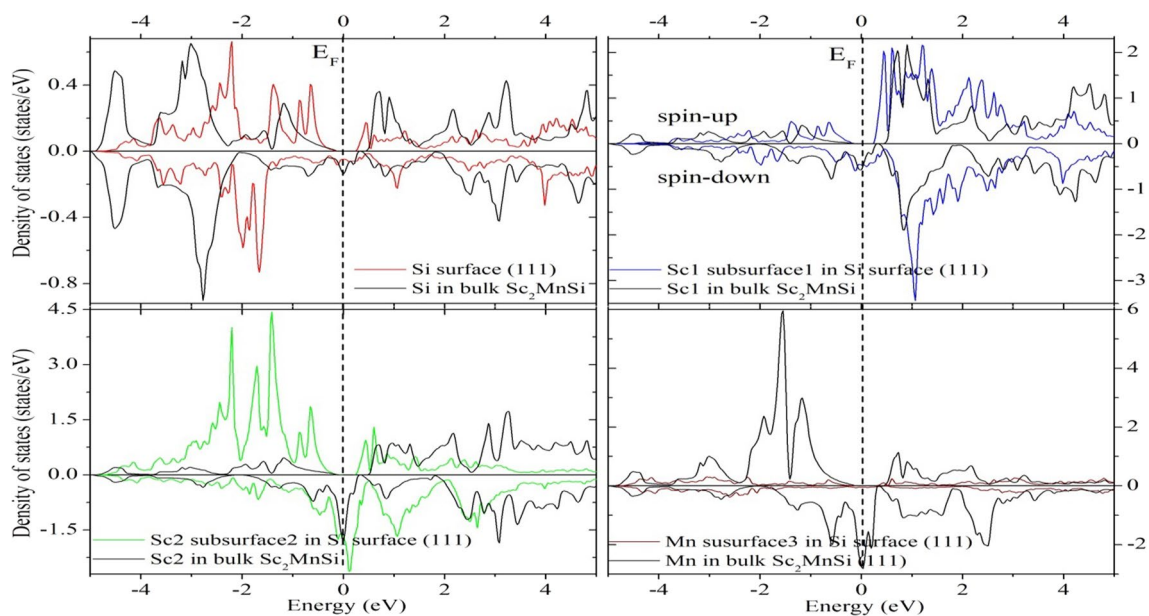 -4 -2 0 2 4
-4 -2 0 2 4
E_F
E_F
Density of states (states/eV)
0.4
0.0
-0.4
-0.8
Si surface (111)
Si in bulk Sc₂MnSi
spin-up
spin-down
2
1
0
-1
-2
-3
Sc1 subsurface1 in Si surface (111)
Sc1 in bulk Sc₂MnSi
Density of states (states/eV)
4.5
3.0
1.5
0.0
-1.5
Sc2 subsurface2 in Si surface (111)
Sc2 in bulk Sc₂MnSi
6
4
2
0
-2
Mn susurface3 in Si surface (111)
Mn in bulk Sc₂MnSi (111)
-4 -2 0 2 4
-4 -2 0 2 4
Energy (eV)
Energy (eV)